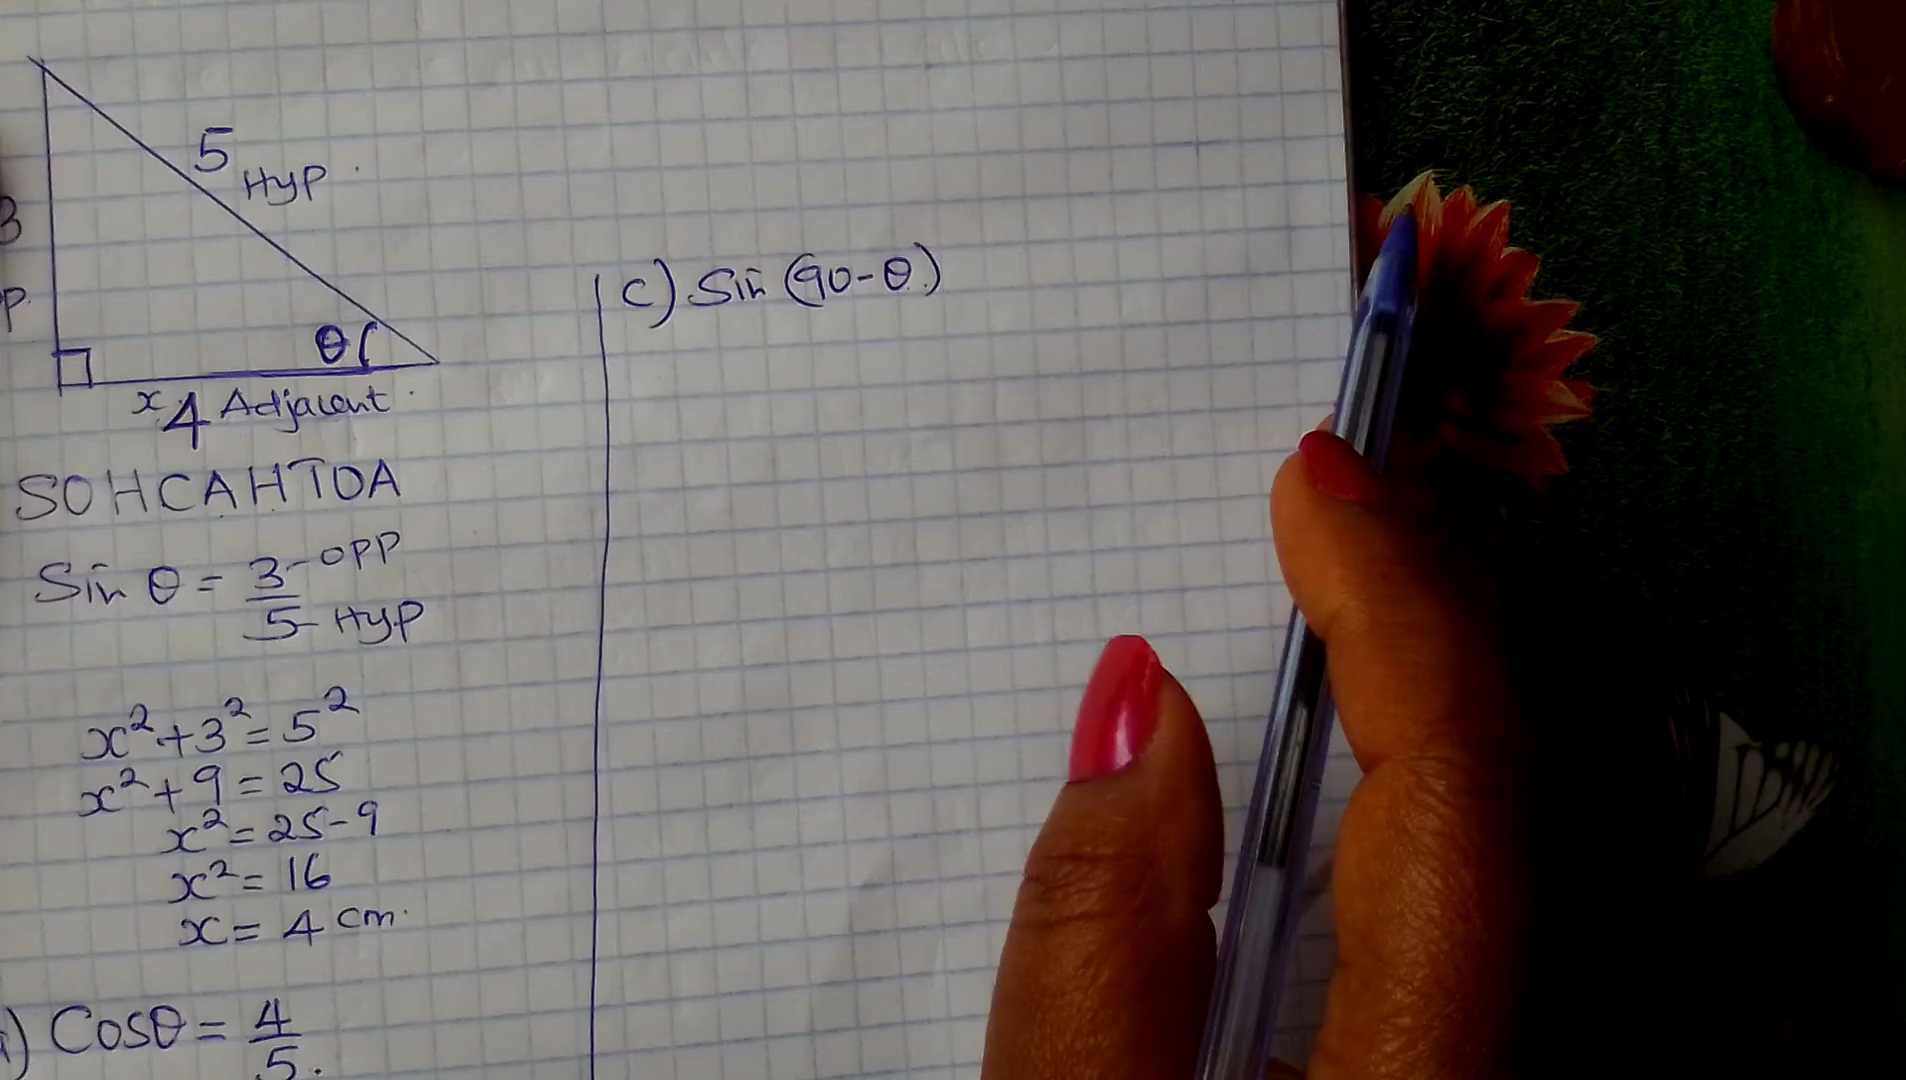 5 Hyp
3
P.
θ
x 4 Adjacent
SOHCAHTOA
Sin θ = 3 - OPP
5 - Hyp
x² + 3² = 5²
x² + 9 = 25
x² = 25 - 9
x² = 16
x = 4 cm.
) Cosθ = 4
5.
C) Sin (90 - θ)